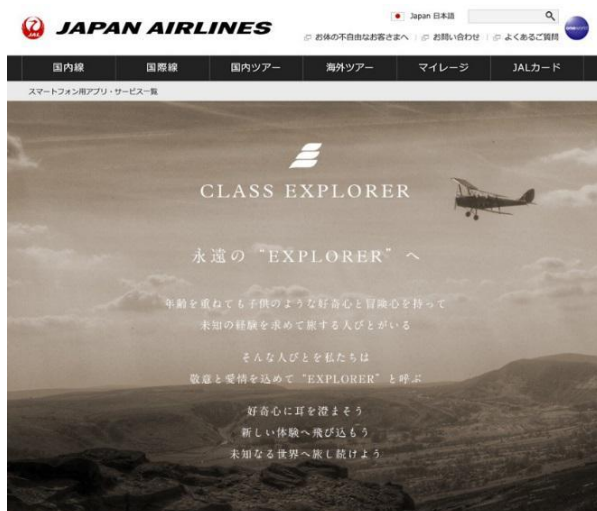 JAL
JAPAN AIRLINES
Japan 日本語
お体の不自由なお客さまへ
お問い合わせ
よくあるご質問
oneworld
国内線 国際線 国内ツアー 海外ツアー マイレージ JALカード
スマートフォン用アプリ・サービス一覧
CLASS EXPLORER
永遠の “EXPLORER” へ
年齢を重ねても子供のような好奇心と冒険心を持って
未知の経験を求めて旅する人びとがいる
そんな人びとを私たちは
敬意と愛情を込めて “EXPLORER” と呼ぶ
好奇心に耳を澄まそう
新しい体験へ飛び込もう
未知なる世界へ旅し続けよう